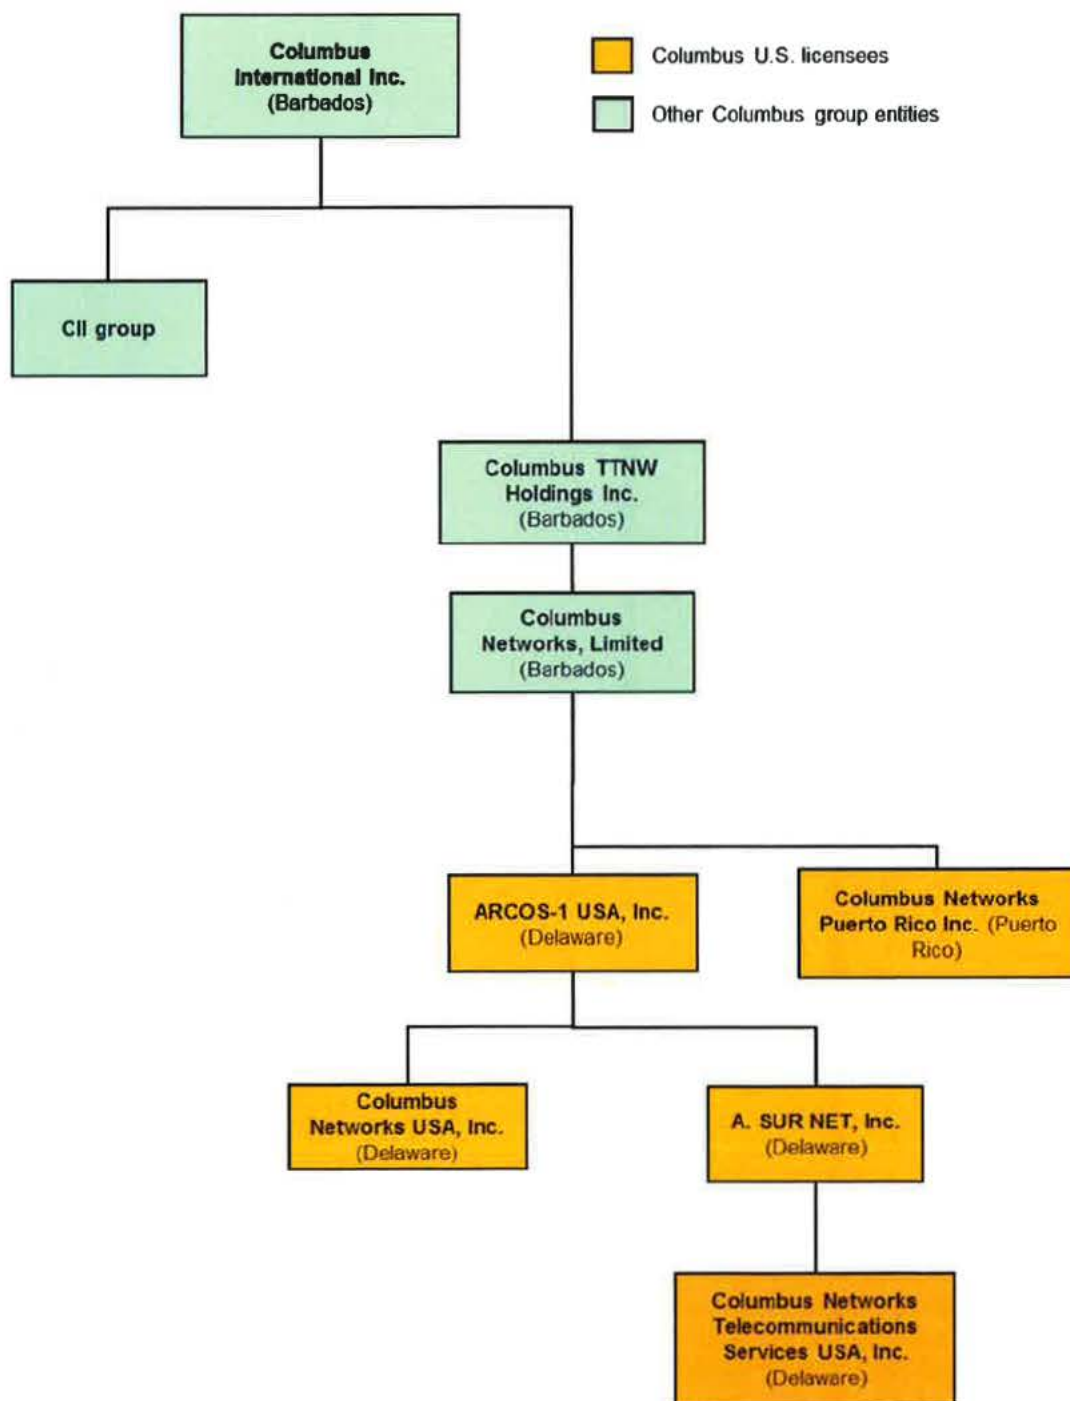 Columbus
International Inc.
(Barbados)
Columbus U.S. licensees
Other Columbus group entities
CII group
Columbus TTNW
Holdings Inc.
(Barbados)
Columbus
Networks, Limited
(Barbados)
ARCOS-1 USA, Inc.
(Delaware)
Columbus Networks
Puerto Rico Inc. (Puerto
Rico)
Columbus
Networks USA, Inc.
(Delaware)
A. SUR NET, Inc.
(Delaware)
Columbus Networks
Telecommunications
Services USA, Inc.
(Delaware)